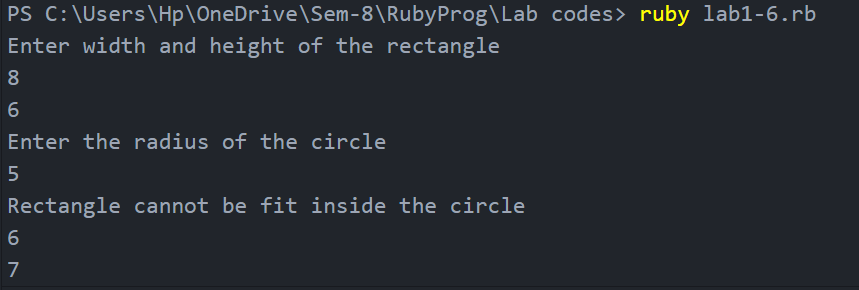 PS C:\Users\Hp\OneDrive\Sem-8\RubyProg\Lab codes> ruby lab1-6.rb
Enter width and height of the rectangle
8
6
Enter the radius of the circle
5
Rectangle cannot be fit inside the circle
6
7